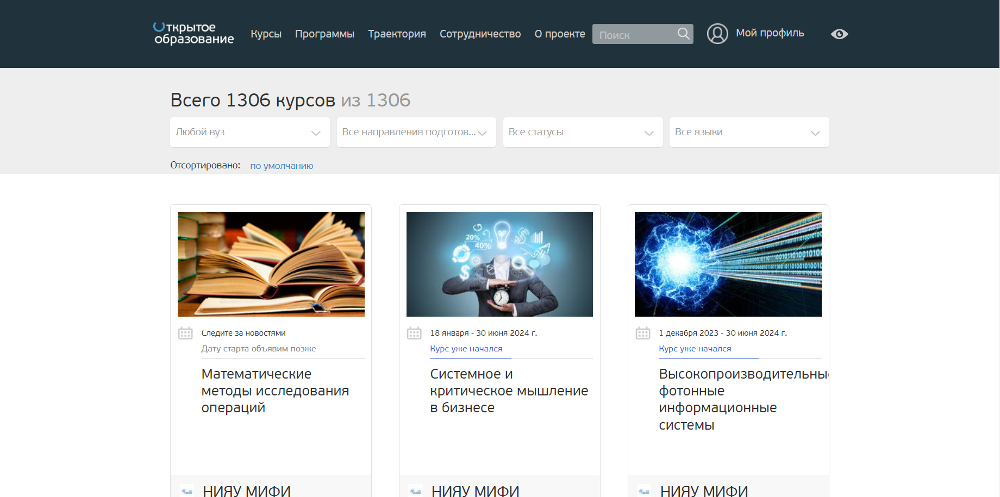 Открытое
образование
Курсы Программы Траектория Сотрудничество О проекте Поиск Мой профиль
Всего 1306 курсов из 1306
Любой вуз Все направления подготов... Все статусы Все языки
Отсортировано: по умолчанию
20%
40%
Следите за новостями
Дату старта объявим позже
Математические
методы исследования
операций
НИЯУ МИФИ
18 января - 30 июня 2024 г.
Курс уже начался
Системное и
критическое мышление
в бизнесе
НИЯУ МИФИ
1 декабря 2023 - 30 июня 2024 г.
Курс уже начался
Высокопроизводительные
фотонные
информационные
системы
НИЯУ МИФИ